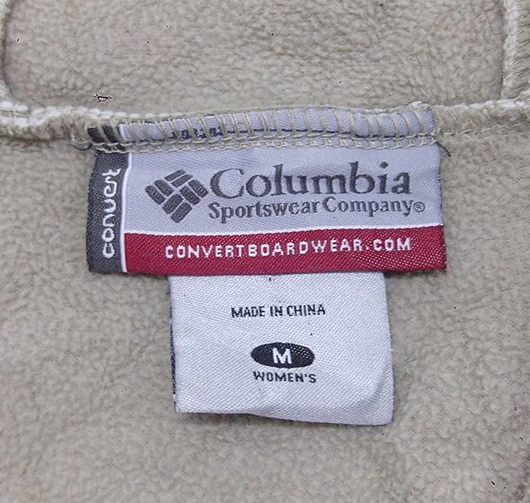 convert
Columbia
Sportswear Company®
CONVERTBOARDWEAR.COM
MADE IN CHINA
M
WOMEN'S